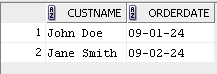 CUSTNAME ORDERDATE
1 John Doe 09-01-24
2 Jane Smith 09-02-24